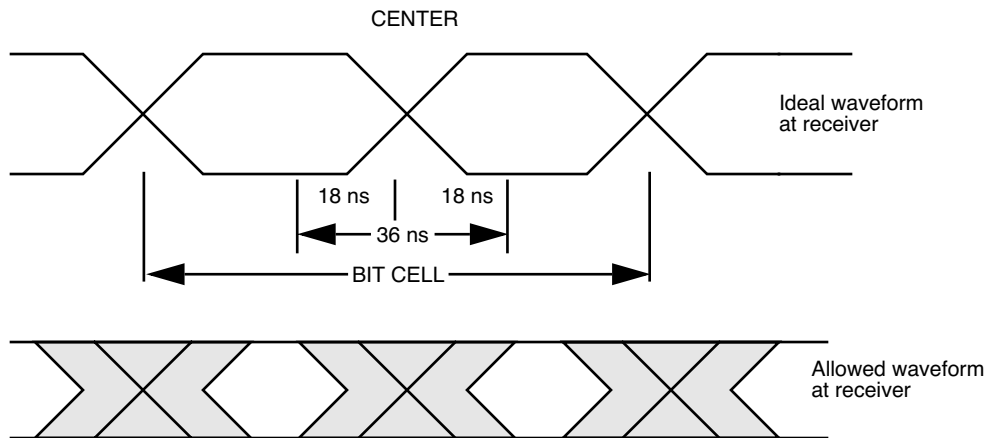 CENTER
Ideal waveform
at receiver
18 ns 18 ns
36 ns
BIT CELL
Allowed waveform
at receiver